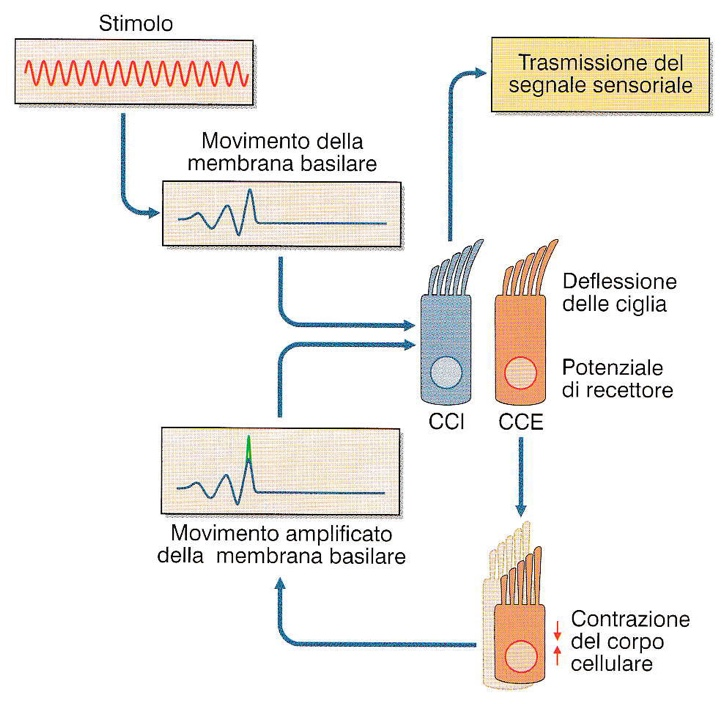 Stimolo
Trasmissione del
segnale sensoriale
Movimento della
membrana basilare
Deflessione
delle ciglia
Potenziale
di recettore
CCI
CCE
Movimento amplificato
della membrana basilare
Contrazione
del corpo
cellulare